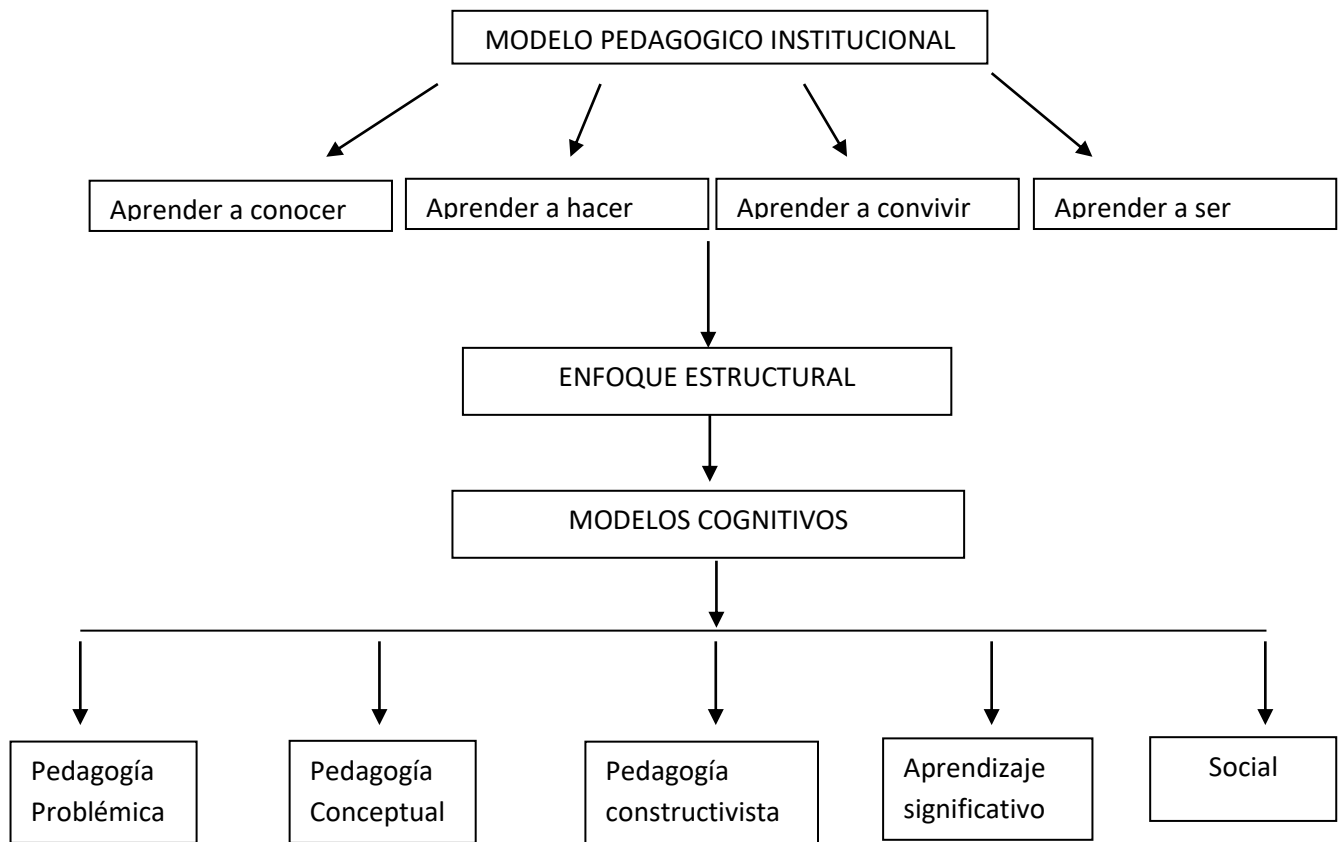 MODELO PEDAGOGICO INSTITUCIONAL
Aprender a conocer
Aprender a hacer
Aprender a convivir
Aprender a ser
ENFOQUE ESTRUCTURAL
MODELOS COGNITIVOS
Pedagogía
Problémica
Pedagogía
Conceptual
Pedagogía
constructivista
Aprendizaje
significativo
Social